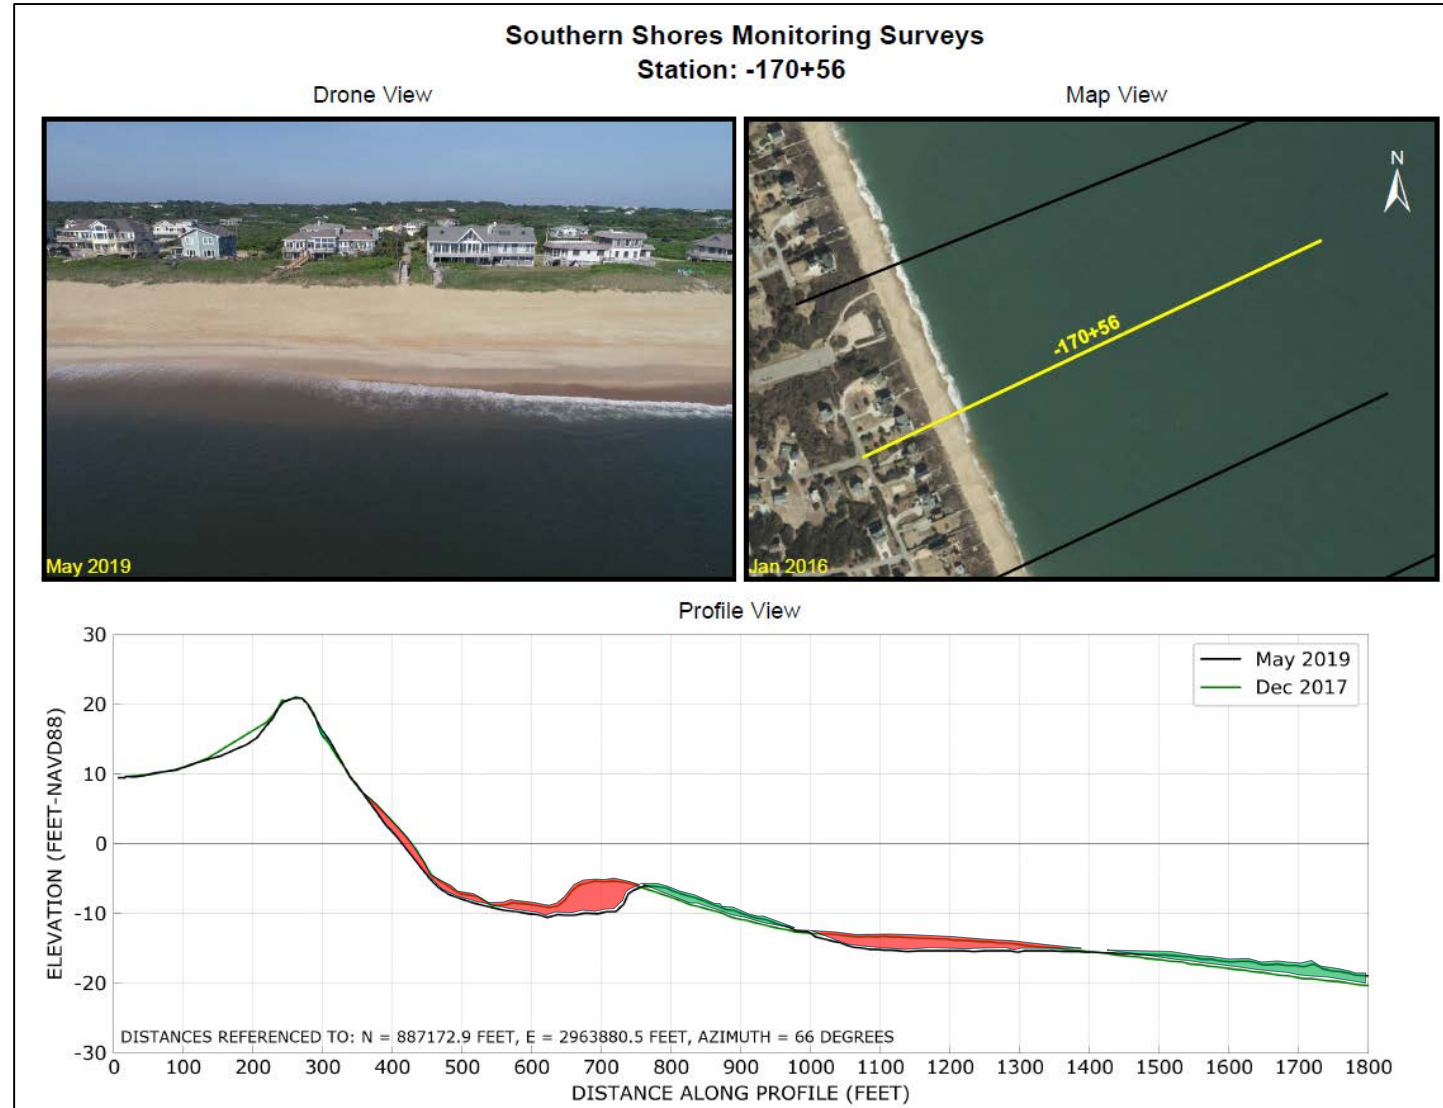 Southern Shores Monitoring Surveys
Station: -170+56
Drone View
Map View
May 2019
N
-170+56
Jan 2016
Profile View
30
20
10
0
-10
-20
-30
ELEVATION (FEET-NAVD88)
May 2019
Dec 2017
DISTANCES REFERENCED TO: N = 887172.9 FEET, E = 2963880.5 FEET, AZIMUTH = 66 DEGREES
0 100 200 300 400 500 600 700 800 900 1000 1100 1200 1300 1400 1500 1600 1700 1800
DISTANCE ALONG PROFILE (FEET)